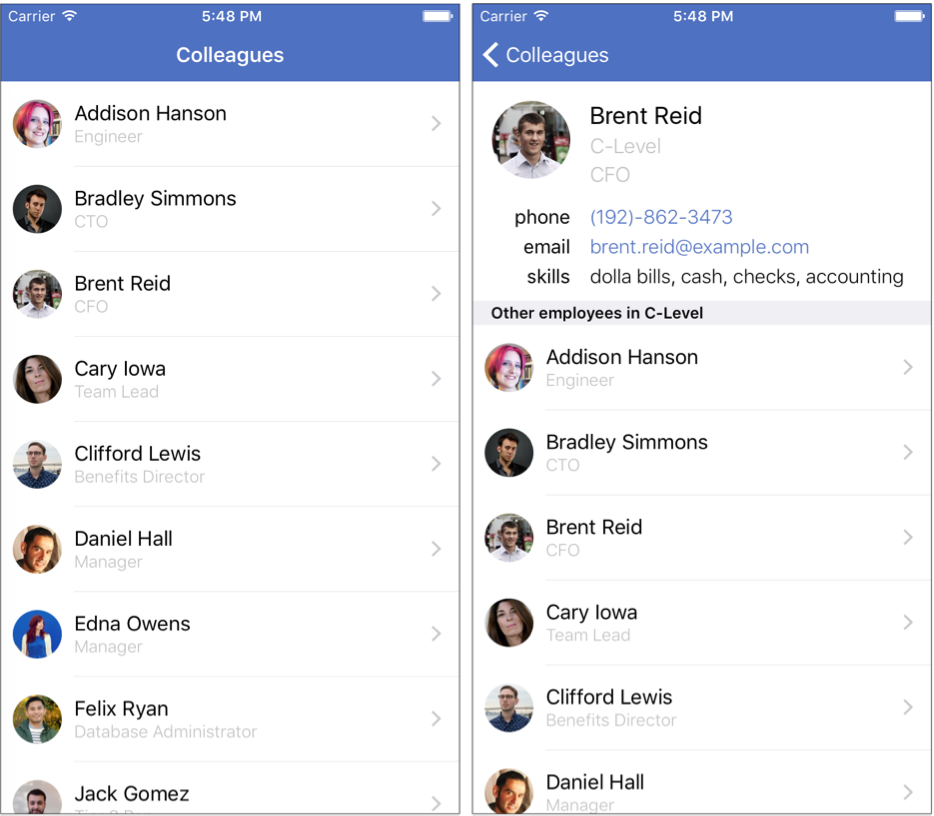 Carrier 5:48 PM
Colleagues
Addison Hanson
Engineer
Bradley Simmons
CTO
Brent Reid
CFO
Cary Iowa
Team Lead
Clifford Lewis
Benefits Director
Daniel Hall
Manager
Edna Owens
Manager
Felix Ryan
Database Administrator
Jack Gomez
Carrier 5:48 PM
Colleagues
Brent Reid
C-Level
CFO
phone (192)-862-3473
email brent.reid@example.com
skills dolla bills, cash, checks, accounting
Other employees in C-Level
Addison Hanson
Engineer
Bradley Simmons
CTO
Brent Reid
CFO
Cary Iowa
Team Lead
Clifford Lewis
Benefits Director
Daniel Hall
Manager